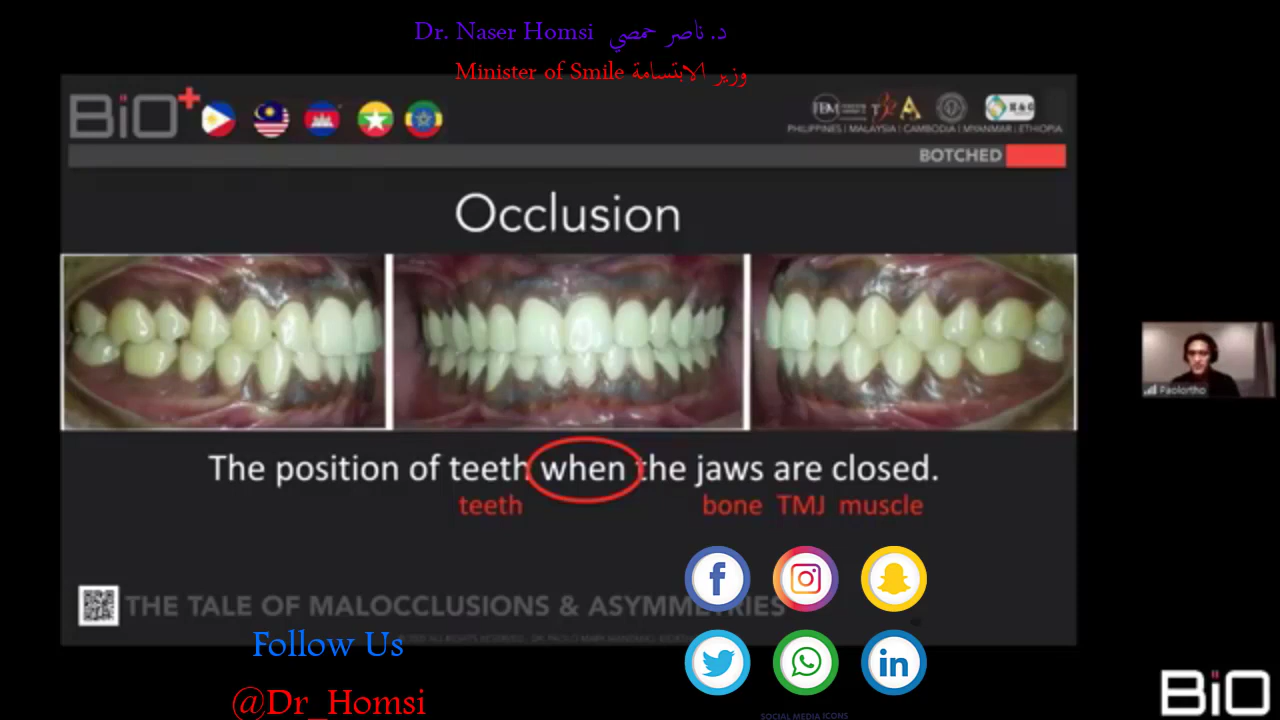 Dr. Naser Homsi د. ناصر حمصي
Minister of Smile وزير الابتسامة
BiO+
PHILIPPINES | MALAYSIA | CAMBODIA | MYANMAR | ETHIOPIA
BOTCHED
Occlusion
The position of teeth when the jaws are closed.
teeth bone TMJ muscle
Paolortho
THE TALE OF MALOCCLUSIONS & ASYMMETRIES
Follow Us
@Dr_Homsi
SOCIAL MEDIA ICONS
BiO